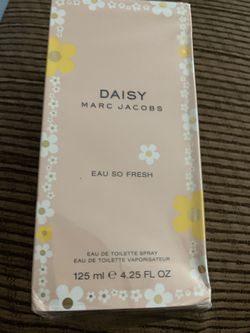 DAISY
MARC JACOBS
EAU SO FRESH
EAU DE TOILETTE SPRAY
EAU DE TOILETTE VAPORISATEUR
125 ml ℮ 4.25 FL OZ